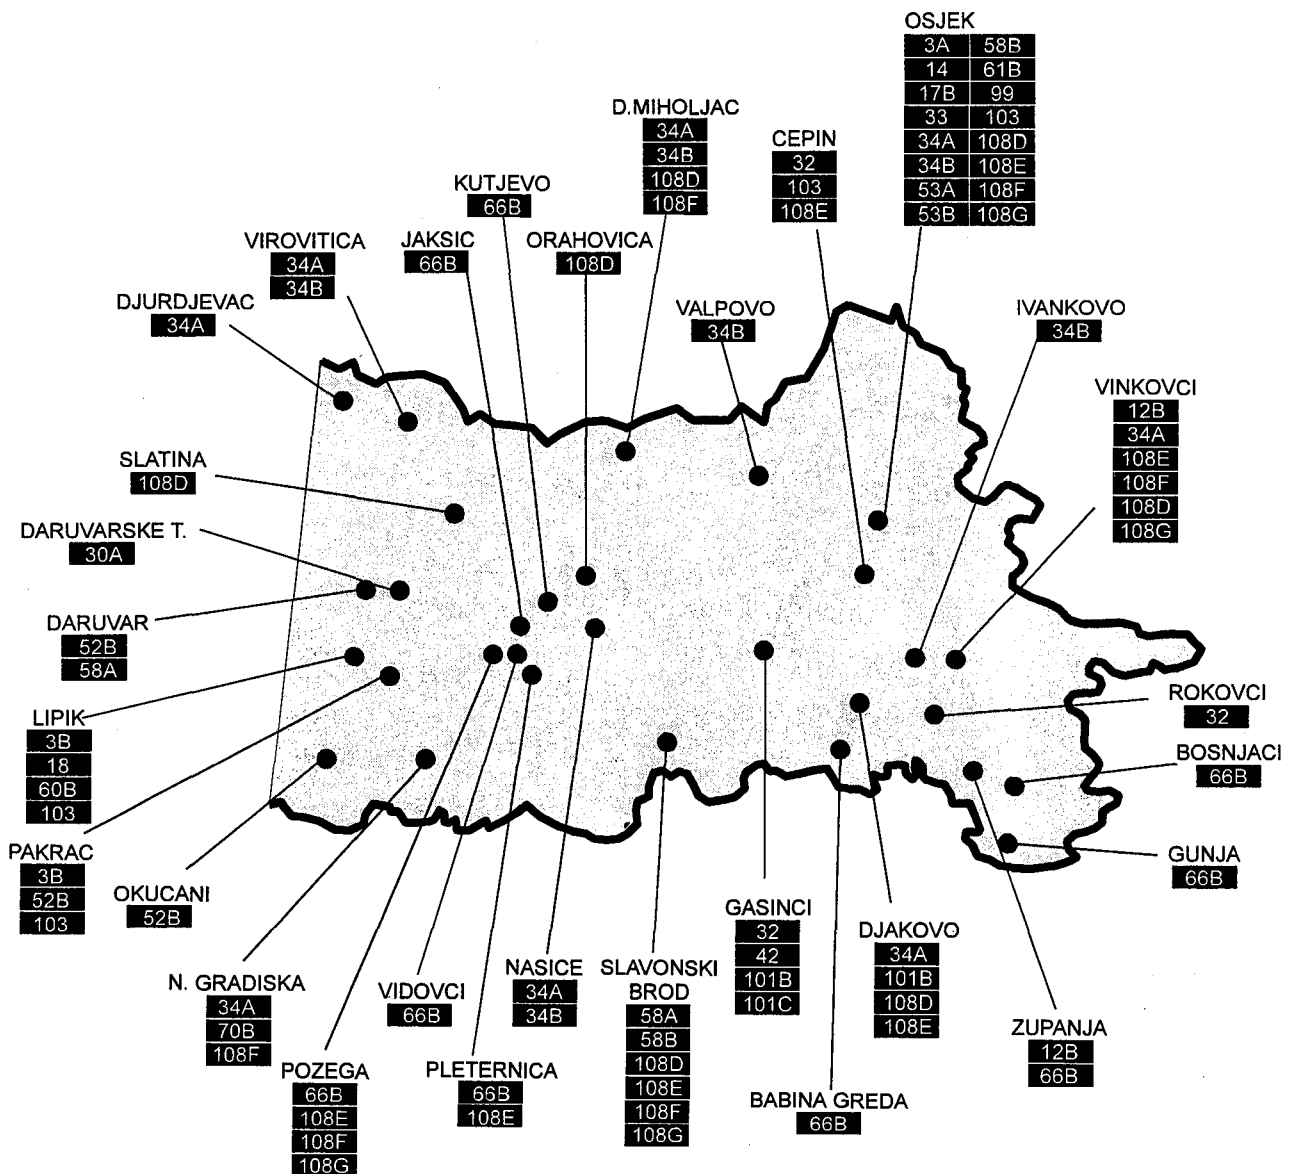 OSJEK
3A 58B
14 61B
17B 99
33 103
34A 108D
34B 108E
53A 108F
53B 108G
D.MIHOLJAC
34A
34B
108D
108F
CEPIN
32
103
108E
KUTJEVO
66B
VIROVITICA
34A
34B
JAKSIC
66B
ORAHOVICA
108D
DJURDJEVAC
34A
VALPOVO
34B
IVANKOVO
34B
VINKOVCI
12B
34A
108E
108F
108D
108G
SLATINA
108D
DARUVARSKE T.
30A
DARUVAR
52B
58A
LIPIK
3B
18
60B
103
ROKOVCI
32
BOSNJACI
66B
PAKRAC
3B
52B
103
GUNJA
66B
OKUCANI
52B
N. GRADISKA
34A
70B
108F
VIDOVCI
66B
NASICE
34A
34B
SLAVONSKI
BROD
58A
58B
108D
108E
108F
108G
GASINCI
32
42
101B
101C
DJAKOVO
34A
101B
108D
108E
ZUPANJA
12B
66B
POZEGA
66B
108E
108F
108G
PLETERNICA
66B
108E
BABINA GREDA
66B